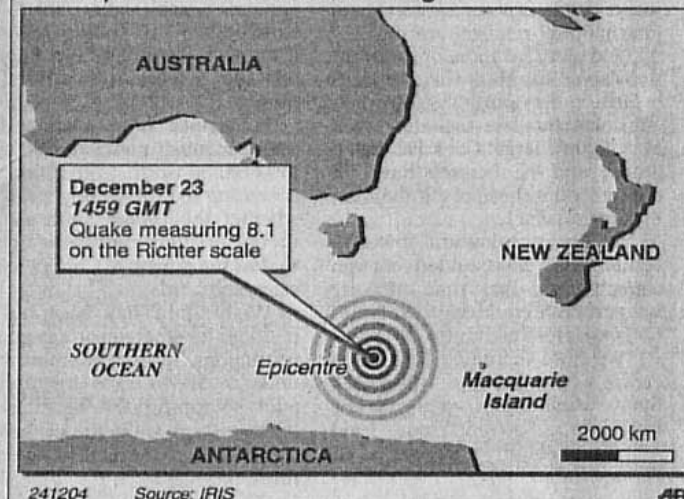 AUSTRALIA
December 23
1459 GMT
Quake measuring 8.1
on the Richter scale
NEW ZEALAND
SOUTHERN
OCEAN
Epicentre
Macquarie
Island
2000 km
ANTARCTICA
241204 Source: IRIS